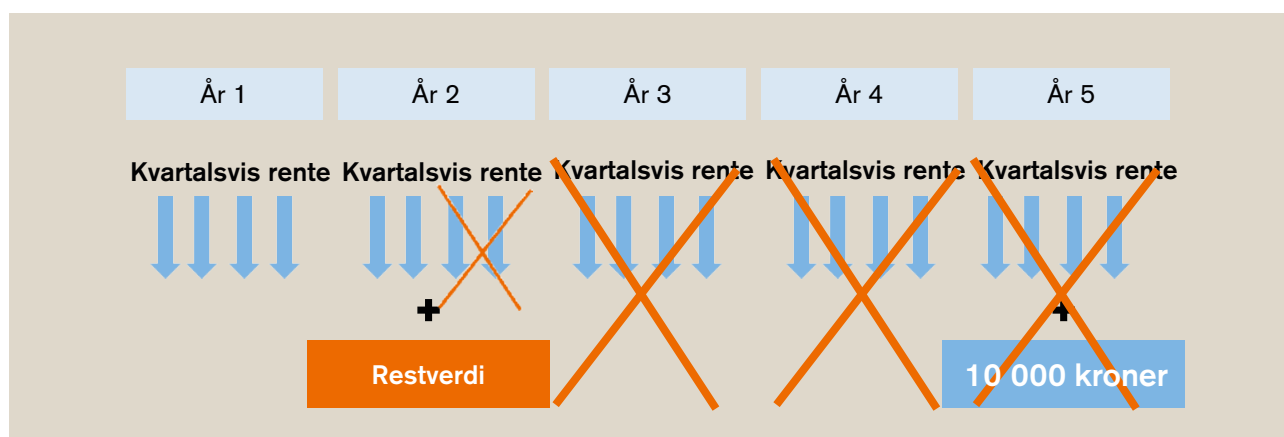 År 1 År 2 År 3 År 4 År 5
Kvartalsvis rente Kvartalsvis rente Kvartalsvis rente Kvartalsvis rente Kvartalsvis rente
+ +
Restverdi 10 000 kroner